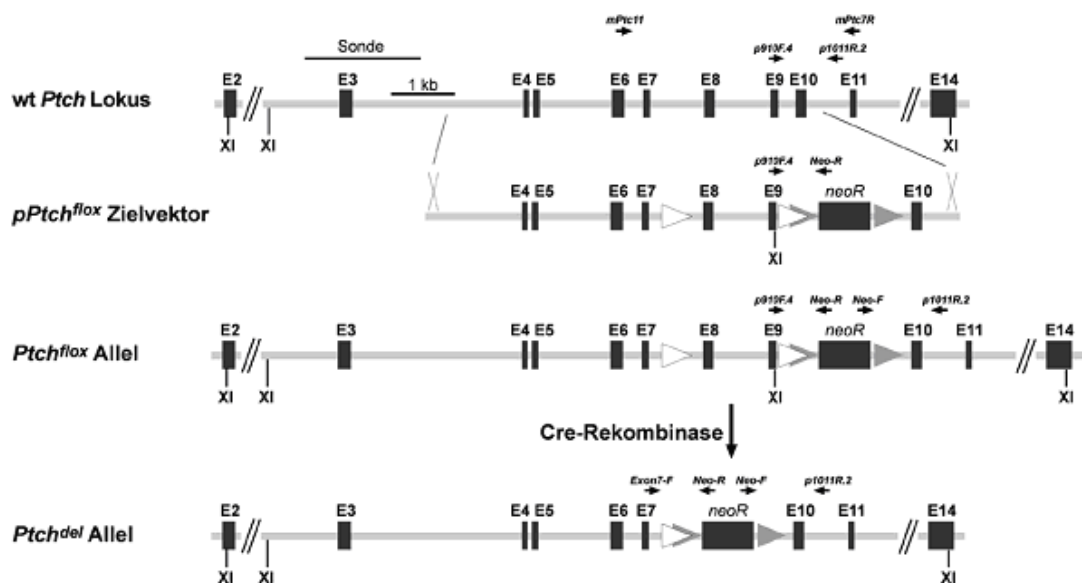 mPtc11 mPtc7R
Sonde p910F.4 p1011R.2
E2 E3 1 kb E4 E5 E6 E7 E8 E9 E10 E11 E14
wt Ptch Lokus
XI XI XI
p910F.4 Neo-R
E4 E5 E6 E7 E8 E9 neoR E10
pPtchflox Zielvektor
XI
p910F.4 Neo-R Neo-F p1011R.2
E2 E3 E4 E5 E6 E7 E8 E9 neoR E10 E11 E14
Ptchflox Allel
XI XI XI XI
Cre-Rekombinase
Exon7-F Neo-R Neo-F p1011R.2
E2 E3 E4 E5 E6 E7 neoR E10 E11 E14
Ptchdel Allel
XI XI XI